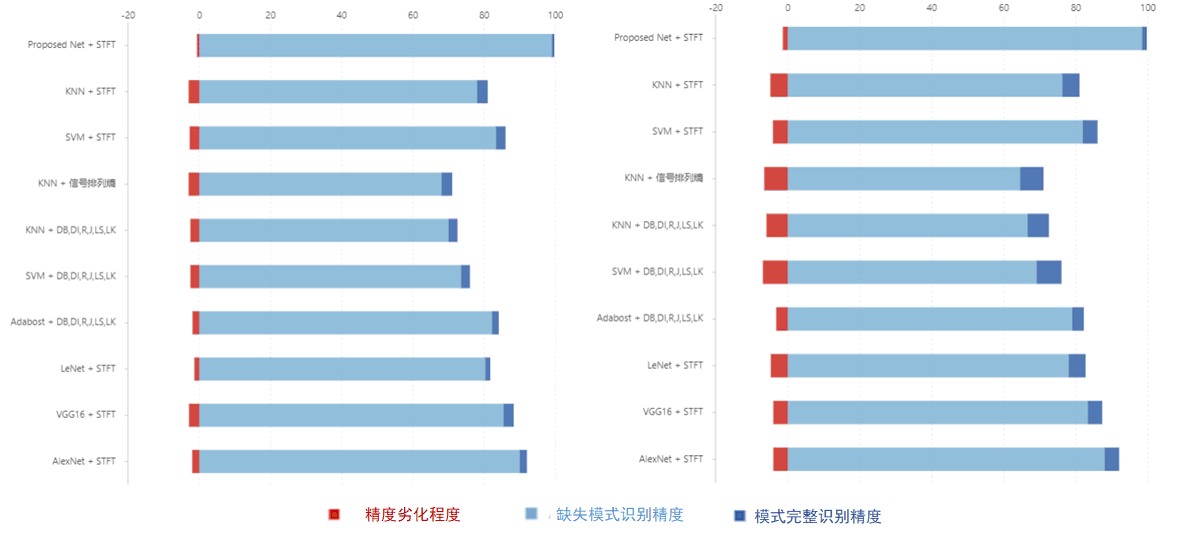 -20 0 20 40 60 80 100
Proposed Net + STFT
KNN + STFT
SVM + STFT
KNN + 信号排列熵
KNN + DB,DI,R,J,LS,LK
SVM + DB,DI,R,J,LS,LK
Adabost + DB,DI,R,J,LS,LK
LeNet + STFT
VGG16 + STFT
AlexNet + STFT
-20 0 20 40 60 80 100
Proposed Net + STFT
KNN + STFT
SVM + STFT
KNN + 信号排列熵
KNN + DB,DI,R,J,LS,LK
SVM + DB,DI,R,J,LS,LK
Adabost + DB,DI,R,J,LS,LK
LeNet + STFT
VGG16 + STFT
AlexNet + STFT
精度劣化程度 缺失模式识别精度 模式完整识别精度